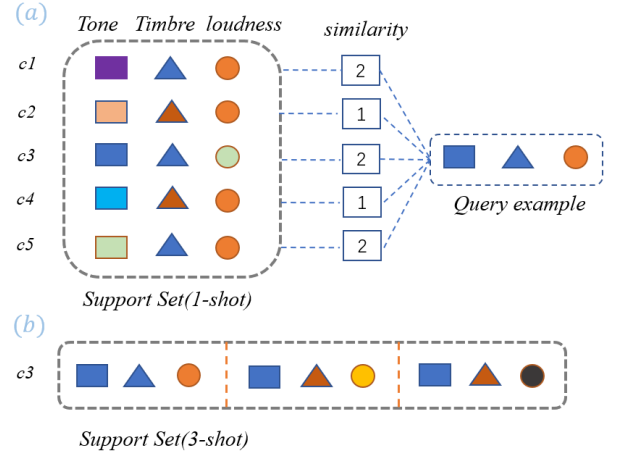 (a)
Tone Timbre loudness similarity
c1 2
c2 1
c3 2
c4 1
c5 2
Query example
Support Set(1-shot)
(b)
c3
Support Set(3-shot)